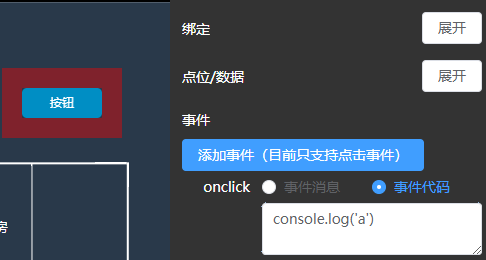 绑定
展开
按钮
点位/数据
展开
事件
添加事件（目前只支持点击事件）
onclick
事件消息
事件代码
房
console.log('a')